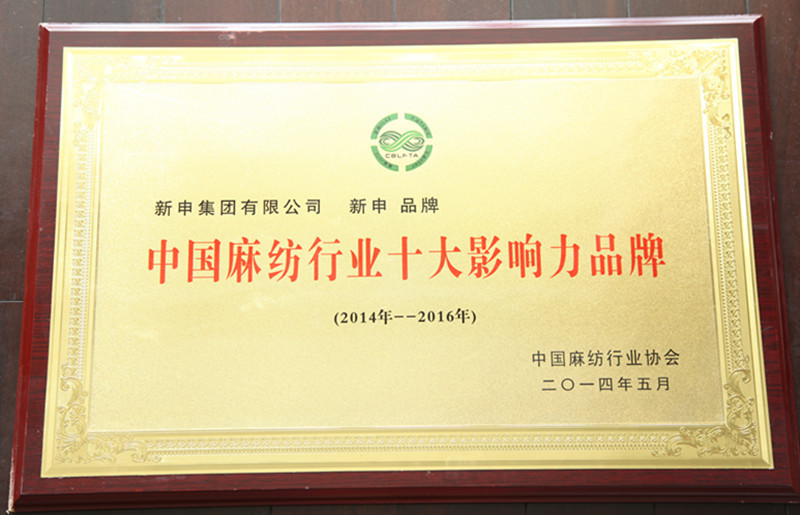 CBLFTA
新申集团有限公司 新申 品牌
中国麻纺行业十大影响力品牌
(2014年--2016年)
中国麻纺行业协会
二〇一四年五月